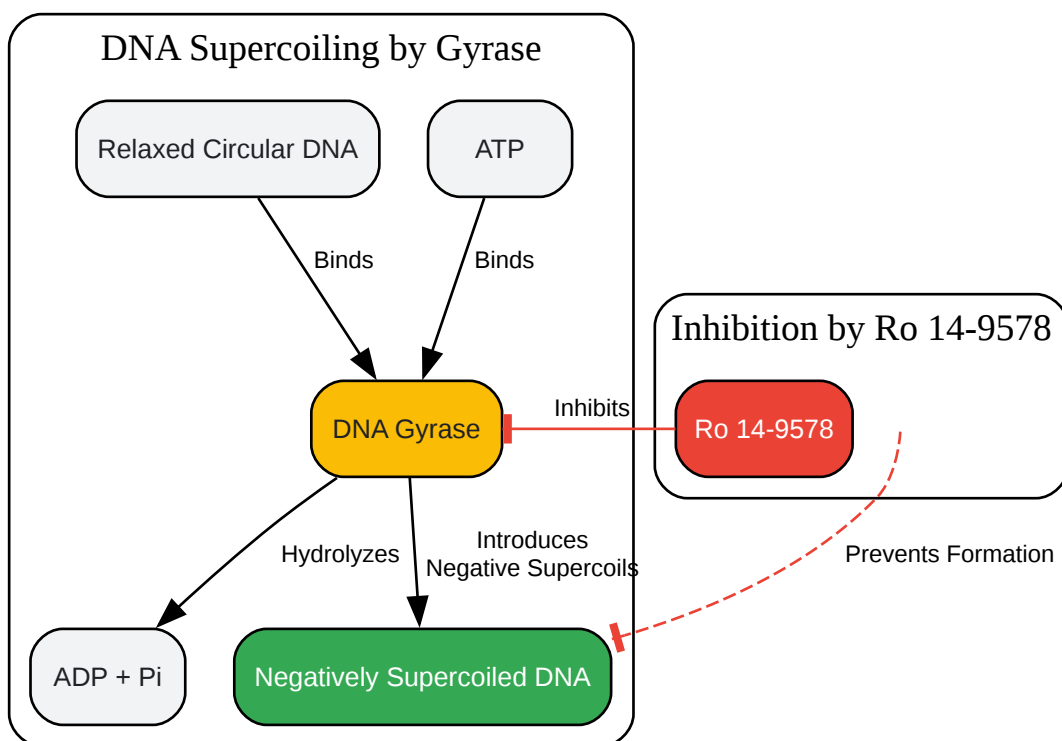 DNA Supercoiling by Gyrase
Relaxed Circular DNA
ATP
Binds
Binds
Inhibition by Ro 14-9578
DNA Gyrase
Inhibits
Ro 14-9578
Hydrolyzes
Introduces
Negative Supercoils
Prevents Formation
ADP + Pi
Negatively Supercoiled DNA